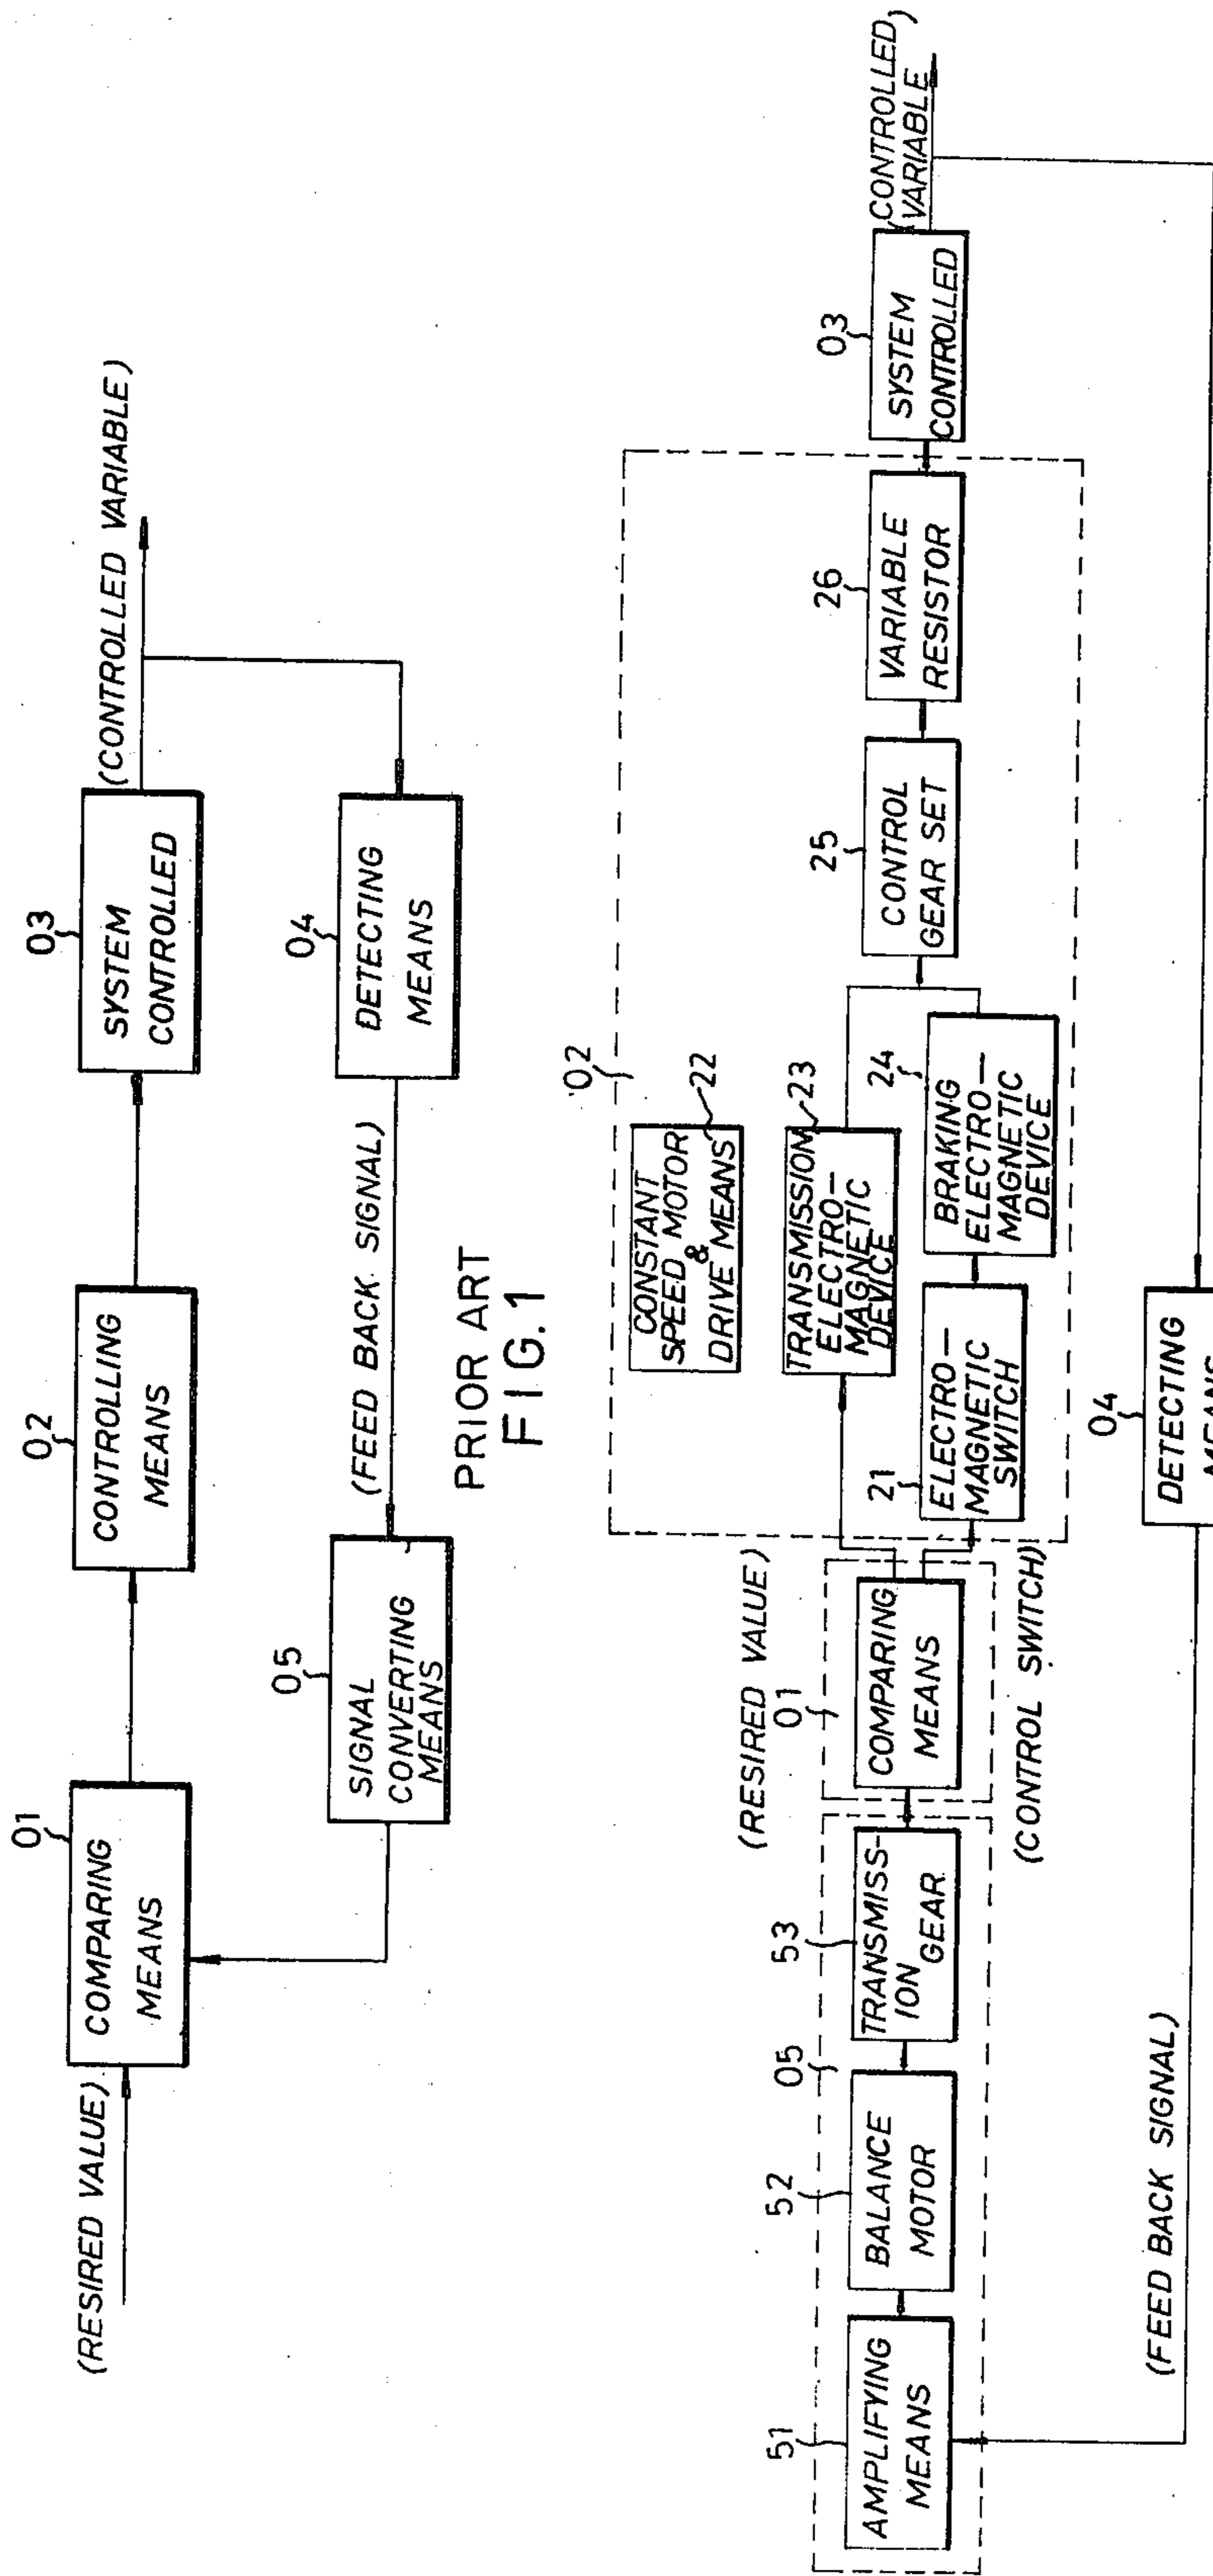 (RESIRED VALUE)
01
COMPARING
MEANS
02
CONTROLLING
MEANS
03
SYSTEM
CONTROLLED
(CONTROLLED VARIABLE)
05
SIGNAL
CONVERTING
MEANS
(FEED BACK SIGNAL)
04
DETECTING
MEANS
PRIOR ART
FIG.1
51
AMPLIFYING
MEANS
52
BALANCE
MOTOR
05
53
TRANSMISS-
ION
GEAR
(RESIRED VALUE)
01
COMPARING
MEANS
(CONTROL SWITCH)
02
CONSTANT
SPEED MOTOR
&
DRIVE MEANS
22
TRANSMISSIOM
ELECTRO-
MAGNETIC
DEVICE
23
21
ELECTRO-
MAGNETIC
SWITCH
24
BRAKING
ELECTRO-
MAGNETIC
DEVICE
25
CONTROL
GEAR SET
26
VARIABLE
RESISTOR
03
SYSTEM
CONTROLLED
(CONTROLLED
VARIABLE)
(FEED BACK SIGNAL)
04
DETECTING
MEANS